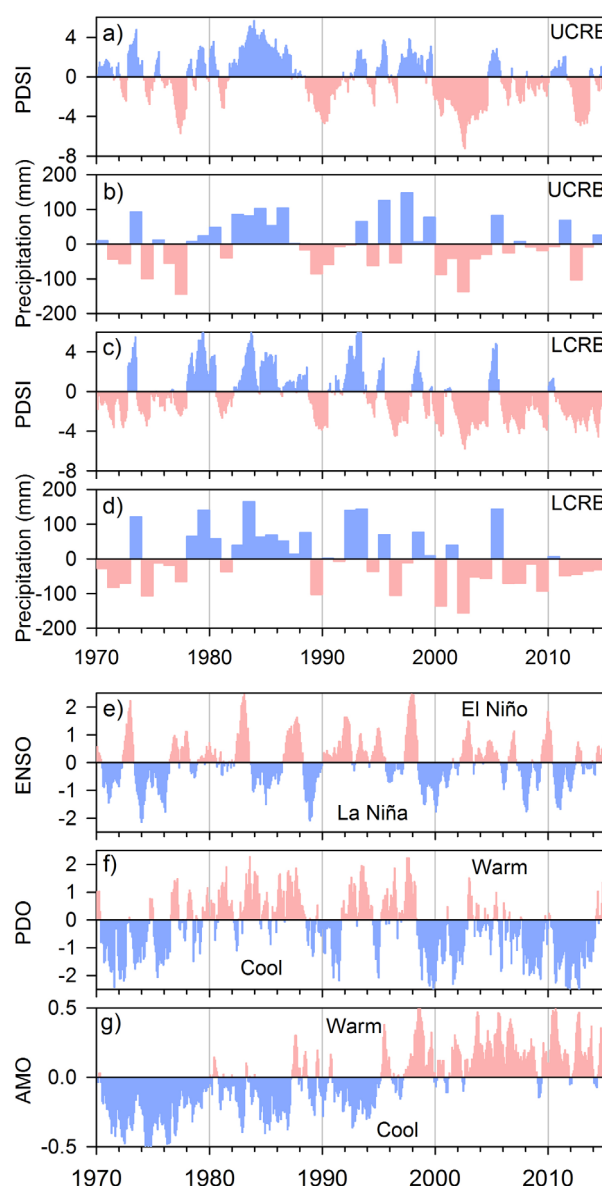 a) UCRB
4
0
-4
-8
PDSI
b) UCRB
200
100
0
-100
-200
Precipitation (mm)
c) LCRB
4
0
-4
-8
PDSI
d) LCRB
200
100
0
-100
-200
Precipitation (mm)
1970 1980 1990 2000 2010
e) El Niño
2
1
0
-1
-2
ENSO
La Niña
f) Warm
2
1
0
-1
-2
PDO
Cool
g) Warm
0.5
0.0
-0.5
AMO
Cool
1970 1980 1990 2000 2010